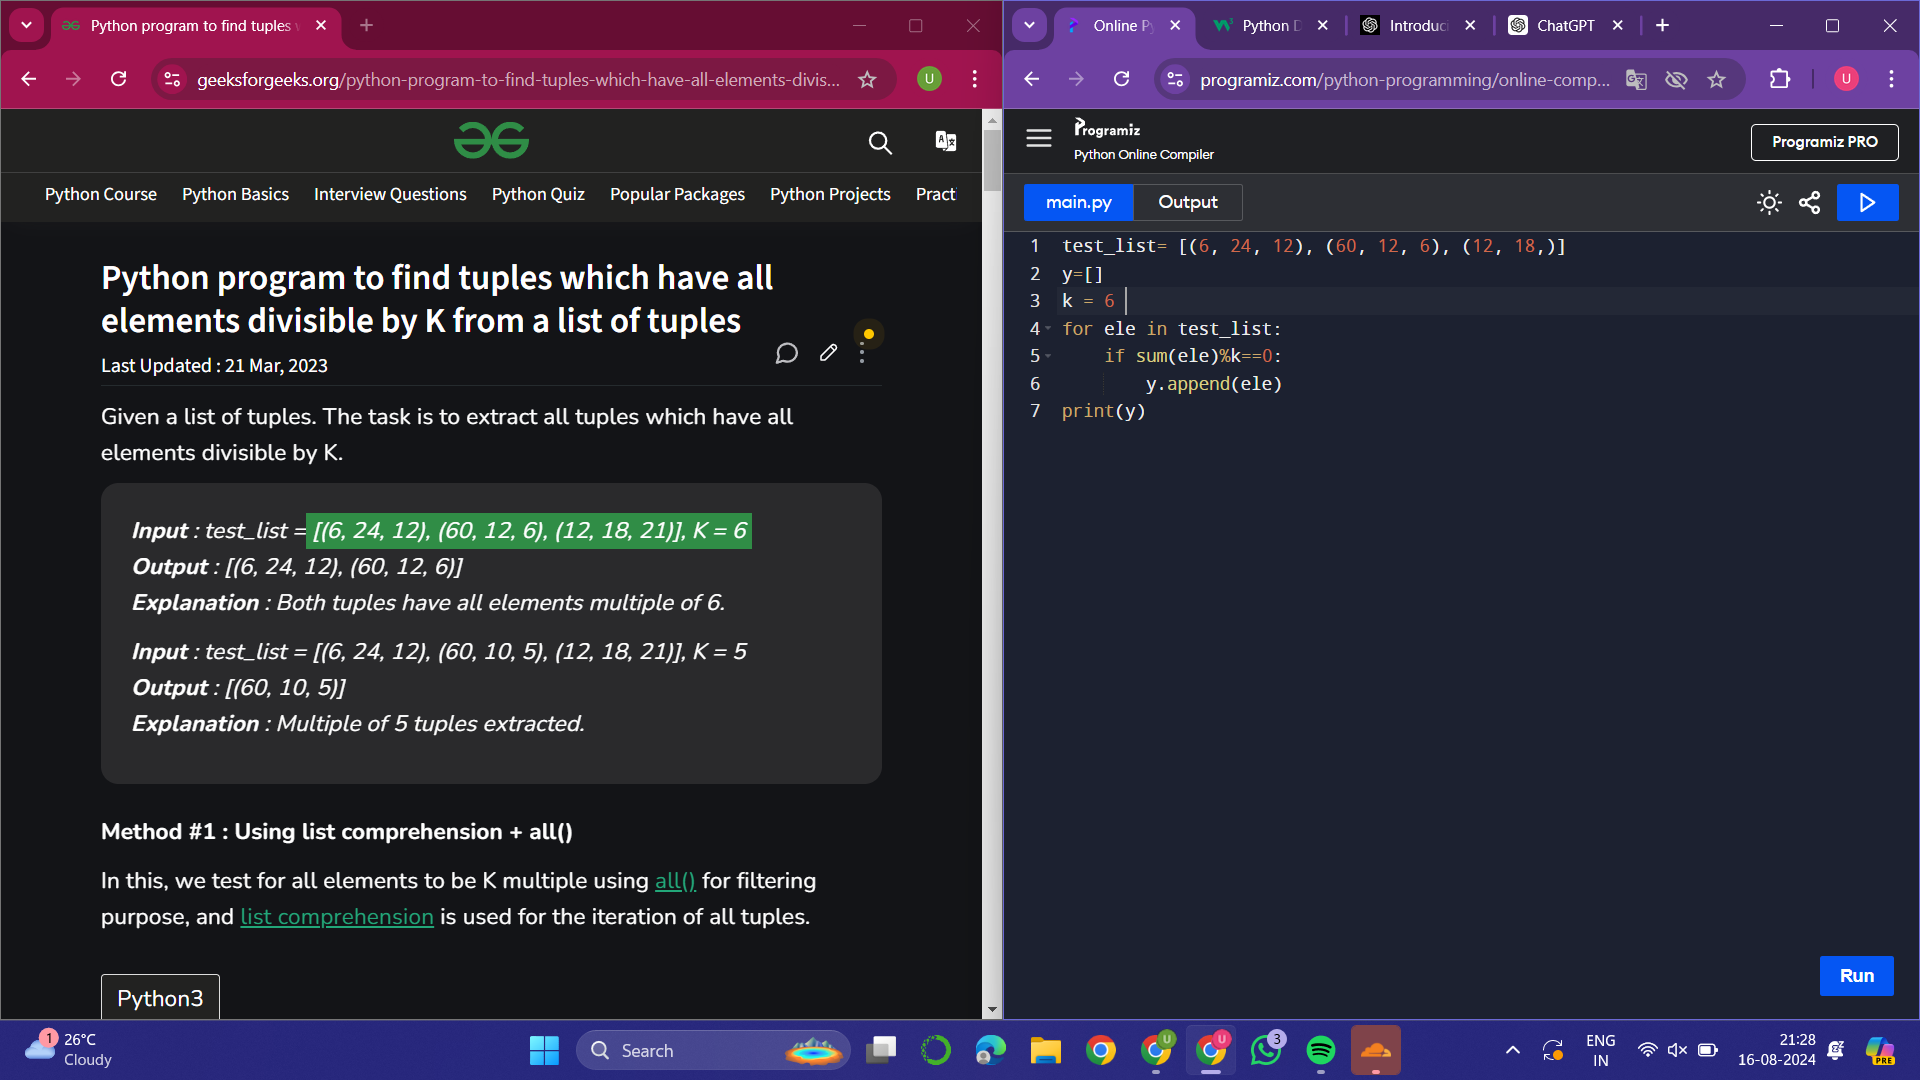 Python program to find tuples
geeksforgeeks.org/python-program-to-find-tuples-which-have-all-elements-divis...
U
Python Course Python Basics Interview Questions Python Quiz Popular Packages Python Projects Practi
Python program to find tuples which have all
elements divisible by K from a list of tuples
Last Updated : 21 Mar, 2023
Given a list of tuples. The task is to extract all tuples which have all
elements divisible by K.
Input : test_list = [(6, 24, 12), (60, 12, 6), (12, 18, 21)], K = 6
Output : [(6, 24, 12), (60, 12, 6)]
Explanation : Both tuples have all elements multiple of 6.
Input : test_list = [(6, 24, 12), (60, 10, 5), (12, 18, 21)], K = 5
Output : [(60, 10, 5)]
Explanation : Multiple of 5 tuples extracted.
Method #1 : Using list comprehension + all()
In this, we test for all elements to be K multiple using all() for filtering
purpose, and list comprehension is used for the iteration of all tuples.
Python3
Online Py Python D Introduc ChatGPT
programiz.com/python-programming/online-comp...
U
Programiz
Python Online Compiler
Programiz PRO
main.py Output
1 test_list= [(6, 24, 12), (60, 12, 6), (12, 18,)]
2 y=[]
3 k = 6
4 for ele in test_list:
5 if sum(ele)%k==0:
6 y.append(ele)
7 print(y)
Run
1
26°C
Cloudy
Search
U
U
3
ENG
IN
21:28
16-08-2024
PRE